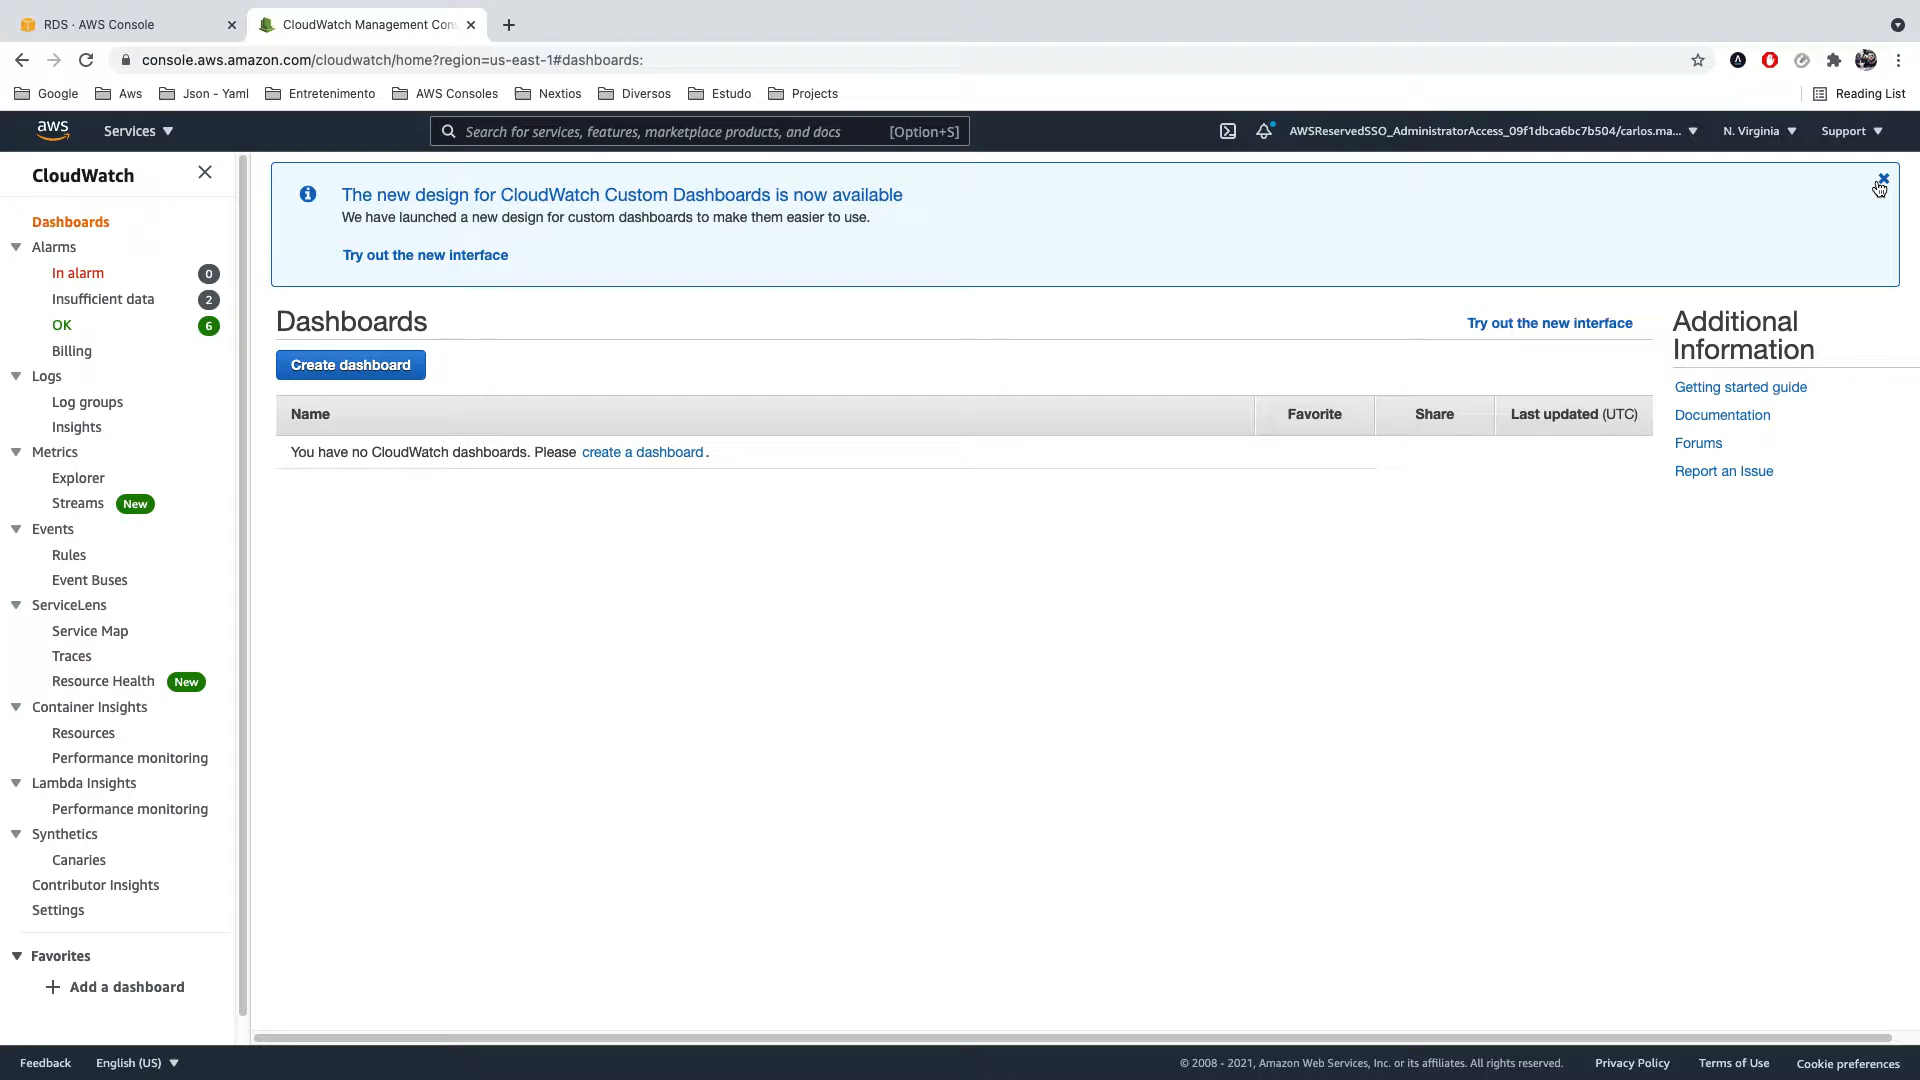 RDS · AWS Console
CloudWatch Management Con
console.aws.amazon.com/cloudwatch/home?region=us-east-1#dashboards:
Google Aws Json - Yaml Entretenimento AWS Consoles Nextios Diversos Estudo Projects Reading List
aws Services Search for services, features, marketplace products, and docs [Option+S] AWSReservedSSO_AdministratorAccess_09f1dbca6bc7b504/carlos.ma... N. Virginia Support
CloudWatch
Dashboards
Alarms
In alarm 0
Insufficient data 2
OK 6
Billing
Logs
Log groups
Insights
Metrics
Explorer
Streams New
Events
Rules
Event Buses
ServiceLens
Service Map
Traces
Resource Health New
Container Insights
Resources
Performance monitoring
Lambda Insights
Performance monitoring
Synthetics
Canaries
Contributor Insights
Settings
Favorites
Add a dashboard
The new design for CloudWatch Custom Dashboards is now available
We have launched a new design for custom dashboards to make them easier to use.
Try out the new interface
Dashboards
Try out the new interface
Create dashboard
Name Favorite Share Last updated (UTC)
You have no CloudWatch dashboards. Please create a dashboard.
Additional
Information
Getting started guide
Documentation
Forums
Report an Issue
Feedback English (US) © 2008 - 2021, Amazon Web Services, Inc. or its affiliates. All rights reserved. Privacy Policy Terms of Use Cookie preferences